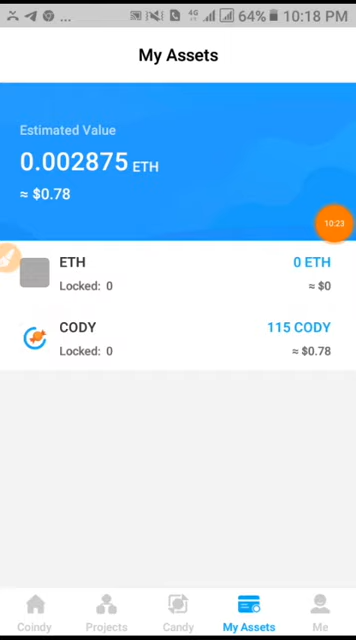 ... 4G 64% 10:18 PM
My Assets
Estimated Value
0.002875 ETH
≈ $0.78
10:23
ETH 0 ETH
Locked: 0 ≈ $0
CODY 115 CODY
Locked: 0 ≈ $0.78
Coindy Projects Candy My Assets Me